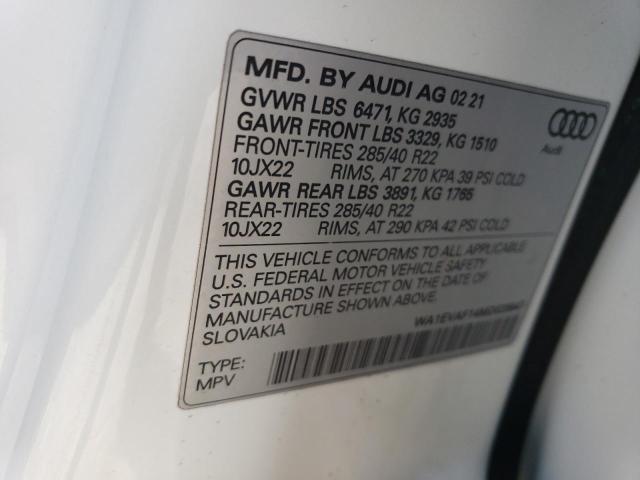 MFD. BY AUDI AG 02 21
GVWR LBS 6471, KG 2935
GAWR FRONT LBS 3329, KG 1510
FRONT-TIRES 285/40 R22
10JX22 RIMS, AT 270 KPA 39 PSI COLD
GAWR REAR LBS 3891, KG 1765
REAR-TIRES 285/40 R22
10JX22 RIMS, AT 290 KPA 42 PSI COLD
THIS VEHICLE CONFORMS TO ALL APPLICABLE
U.S. FEDERAL MOTOR VEHICLE SAFETY
STANDARDS IN EFFECT ON THE DATE OF
MANUFACTURE SHOWN ABOVE.
SLOVAKIA
TYPE:
MPV
Audi